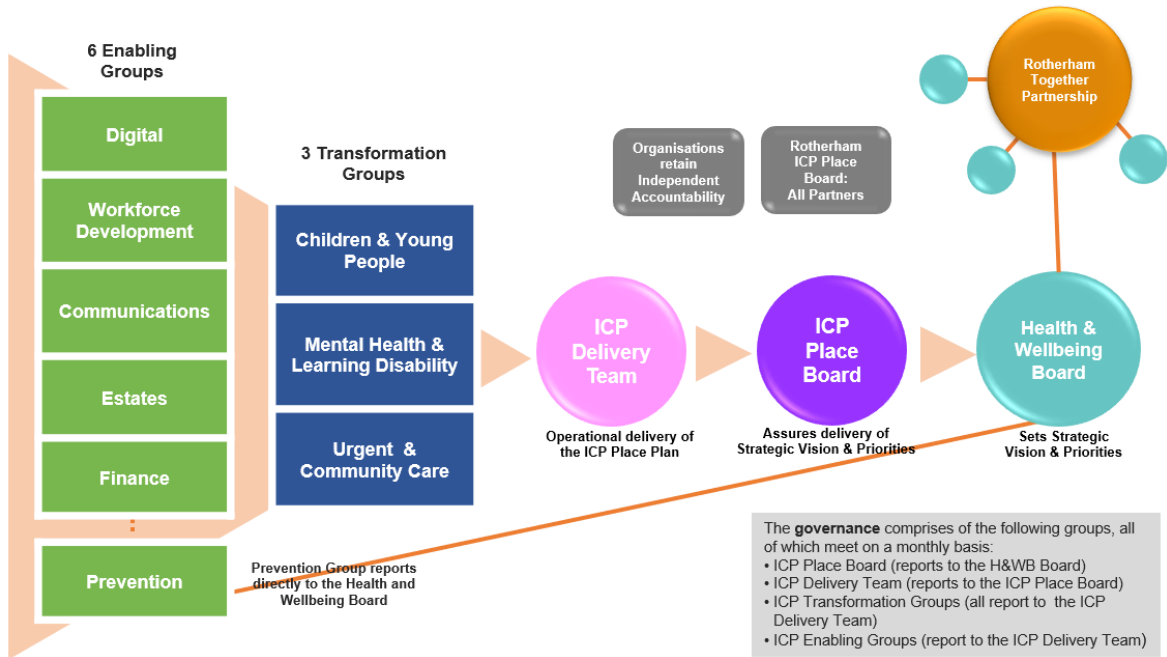 6 Enabling
Groups
Digital
Workforce
Development
Communications
Estates
Finance
Prevention
3 Transformation
Groups
Children & Young
People
Mental Health &
Learning Disability
Urgent &
Community Care
Prevention Group reports
directly to the Health and
Wellbeing Board
Organisations
retain
Independent
Accountability
Rotherham
ICP Place
Board:
All Partners
Rotherham
Together
Partnership
ICP
Delivery
Team
Operational delivery of
the ICP Place Plan
ICP
Place
Board
Assures delivery of
Strategic Vision & Priorities
Health &
Wellbeing
Board
Sets Strategic
Vision & Priorities
The governance comprises of the following groups, all
of which meet on a monthly basis:
• ICP Place Board (reports to the H&WB Board)
• ICP Delivery Team (reports to the ICP Place Board)
• ICP Transformation Groups (all report to the ICP
Delivery Team)
• ICP Enabling Groups (report to the ICP Delivery Team)